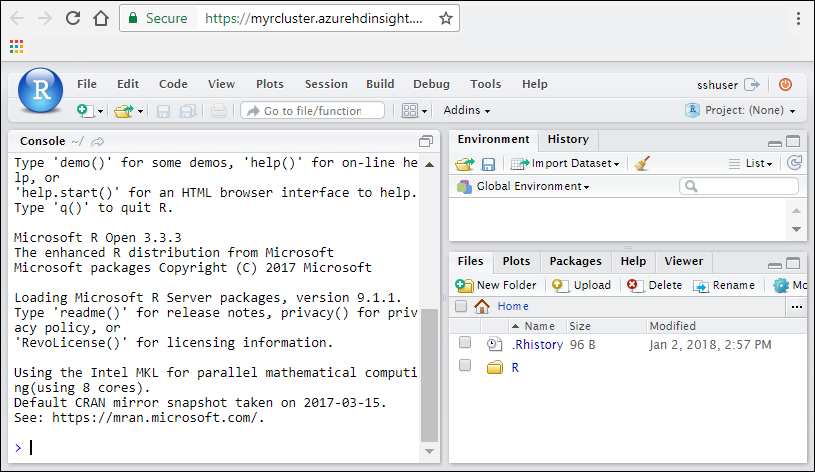 Secure https://myrcluster.azurehdinsight....
R
File Edit Code View Plots Session Build Debug Tools Help
sshuser
Go to file/function Addins
Project: (None)
Console ~/
Type 'demo()' for some demos, 'help()' for on-line he
lp, or
'help.start()' for an HTML browser interface to help.
Type 'q()' to quit R.
Microsoft R Open 3.3.3
The enhanced R distribution from Microsoft
Microsoft packages Copyright (C) 2017 Microsoft
Loading Microsoft R Server packages, version 9.1.1.
Type 'readme()' for release notes, privacy() for priv
acy policy, or
'RevoLicense()' for licensing information.
Using the Intel MKL for parallel mathematical computi
ng(using 8 cores).
Default CRAN mirror snapshot taken on 2017-03-15.
See: https://mran.microsoft.com/.
>
Environment History
Import Dataset List
Global Environment
Files Plots Packages Help Viewer
New Folder Upload Delete Rename Mo
Home ...
Name Size Modified
.Rhistory 96 B Jan 2, 2018, 2:57 PM
R